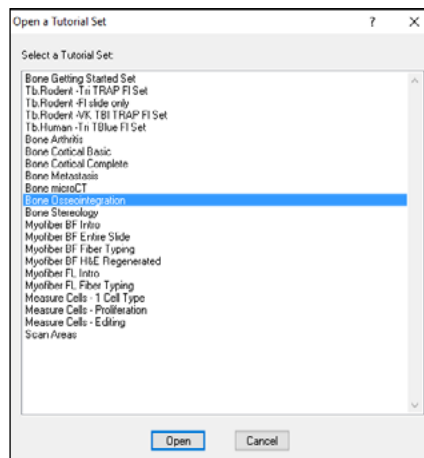 Open a Tutorial Set ? X
Select a Tutorial Set:
Bone Getting Started Set
Tb.Rodent -Tri TRAP Fl Set
Tb.Rodent -Fl slide only
Tb.Rodent -VK TBl TRAP Fl Set
Tb.Human -Tri TBlue Fl Set
Bone Arthritis
Bone Cortical Basic
Bone Cortical Complete
Bone Metastasis
Bone microCT
Bone Osseointegration
Bone Stereology
Myofiber BF Intro
Myofiber BF Entire Slide
Myofiber BF Fiber Typing
Myofiber BF H&E Regenerated
Myofiber FL Intro
Myofiber FL Fiber Typing
Measure Cells - 1 Cell Type
Measure Cells - Proliferation
Measure Cells - Editing
Scan Areas
Open Cancel